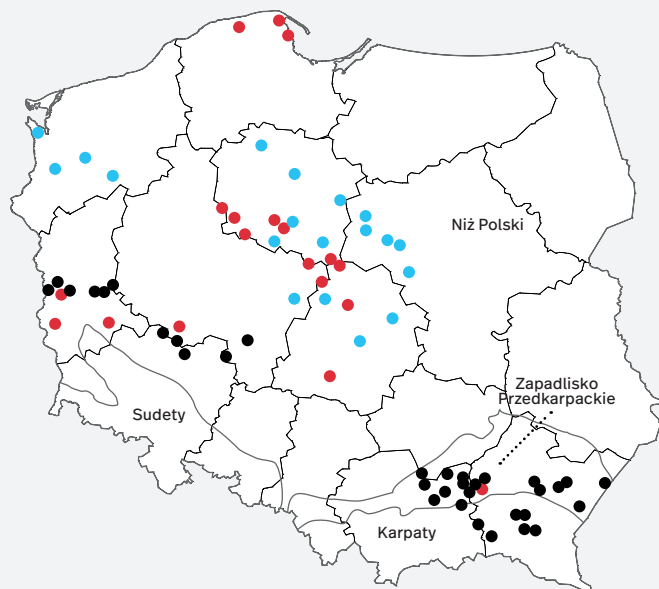 Niż Polski
Zapadlisko
Przedkarpackie
Sudety
Karpaty